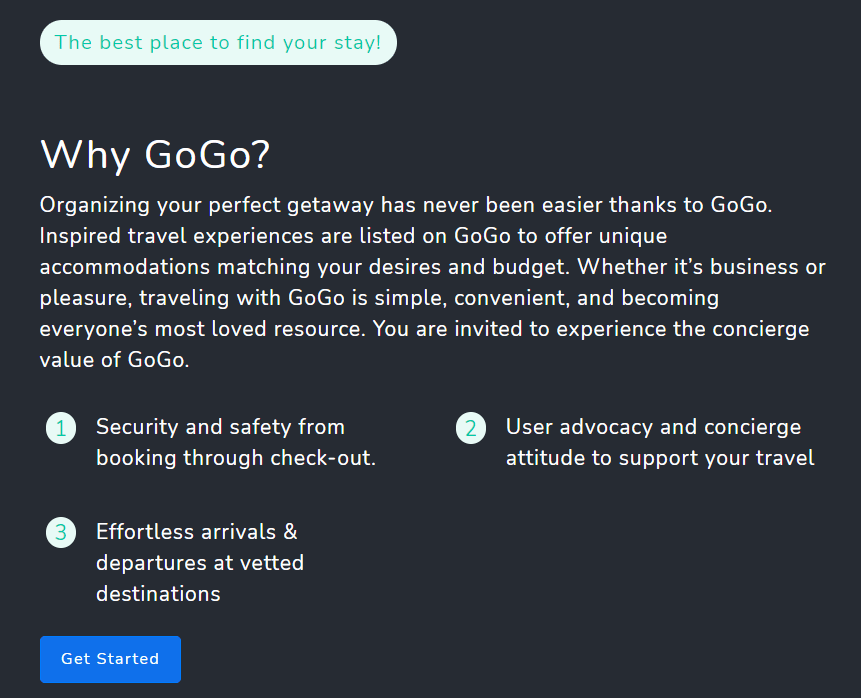 The best place to find your stay!
Why GoGo?
Organizing your perfect getaway has never been easier thanks to GoGo.
Inspired travel experiences are listed on GoGo to offer unique
accommodations matching your desires and budget. Whether it’s business or
pleasure, traveling with GoGo is simple, convenient, and becoming
everyone’s most loved resource. You are invited to experience the concierge
value of GoGo.
1 Security and safety from
booking through check-out.
2 User advocacy and concierge
attitude to support your travel
3 Effortless arrivals &
departures at vetted
destinations
Get Started